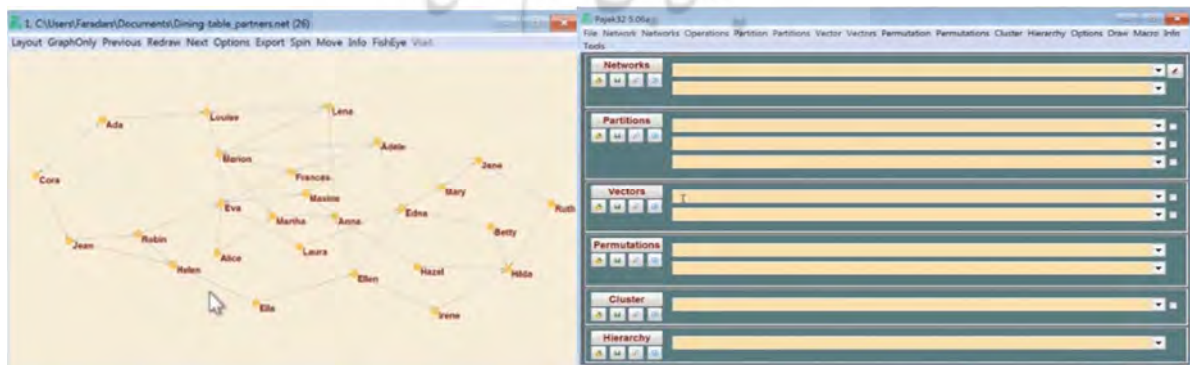 1. C:\Users\Faradars\Documents\Dining-table_partners.net (26)
Layout GraphOnly Previous Redraw Next Options Export Spin Move Info FishEye Visit
Ada
Louise
Lena
Marion
Adele
Cora
Frances
Jane
Maxine
Mary
Eva
Martha
Anna
Edna
Ruth
Jean
Robin
Betty
Alice
Laura
Helen
Ellen
Hazel
Hilda
Ella
Irene
Pajek32 5.06a
File Network Networks Operations Partition Partitions Vector Vectors Permutation Permutations Cluster Hierarchy Options Draw Macro Info
Tools
Networks
Partitions
Vectors
Permutations
Cluster
Hierarchy